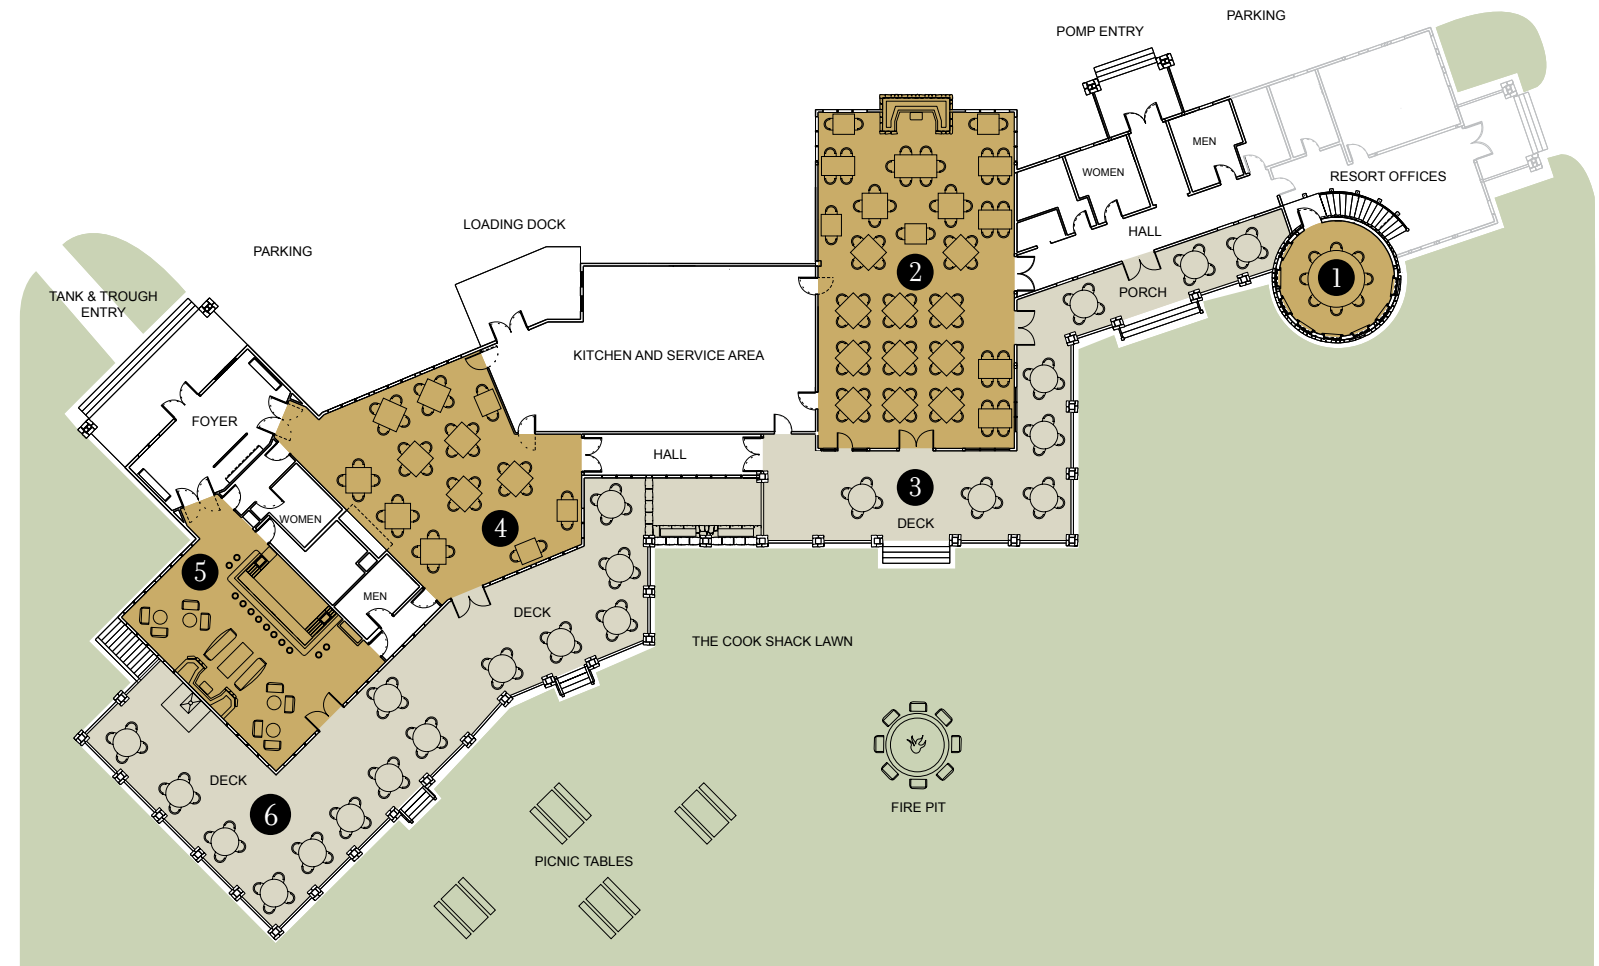 PARKING
POMP ENTRY
MEN
WOMEN
RESORT OFFICES
LOADING DOCK
HALL
PARKING
2
1
PORCH
TANK & TROUGH
ENTRY
KITCHEN AND SERVICE AREA
FOYER
HALL
3
DECK
WOMEN
4
5
MEN
DECK
THE COOK SHACK LAWN
DECK
6
FIRE PIT
PICNIC TABLES